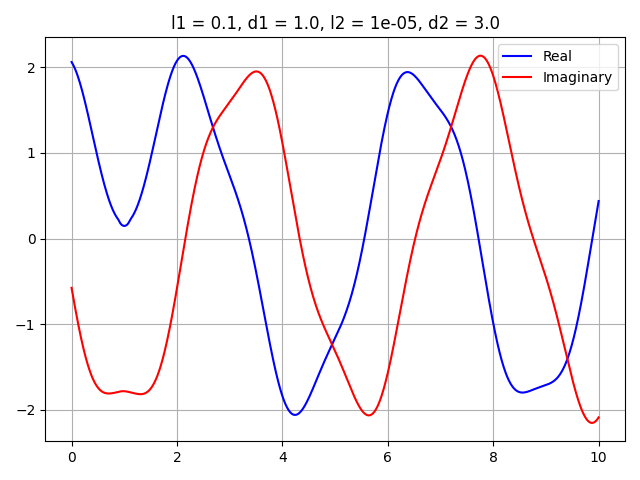 l1 = 0.1, d1 = 1.0, l2 = 1e-05, d2 = 3.0
Real
Imaginary
2
1
0
−1
−2
0 2 4 6 8 10